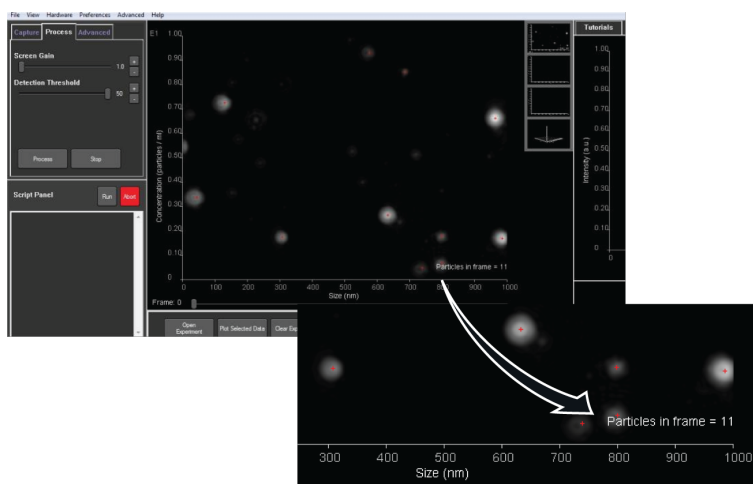 File View Hardware Preferences Advanced Help
Capture Process Advanced
Screen Gain
1.0 + -
Detection Threshold
50 + -
Process Stop
Script Panel Run Abort
E1
1.00
0.90
0.80
0.70
0.60
0.50
0.40
0.30
0.20
0.10
0
Concentration (particles / ml)
0 100 200 300 400 500 600 700 800 900 1000
Size (nm)
Particles in frame = 11
Frame: 0
Open Experiment Plot Selected Data Clear Exp
Tutorials
1.00
0.90
0.80
0.70
0.60
0.50
0.40
0.30
0.20
0.10
0
Intensity (a.u.)
0
Particles in frame = 11
300 400 500 600 700 800 900 1000
Size (nm)